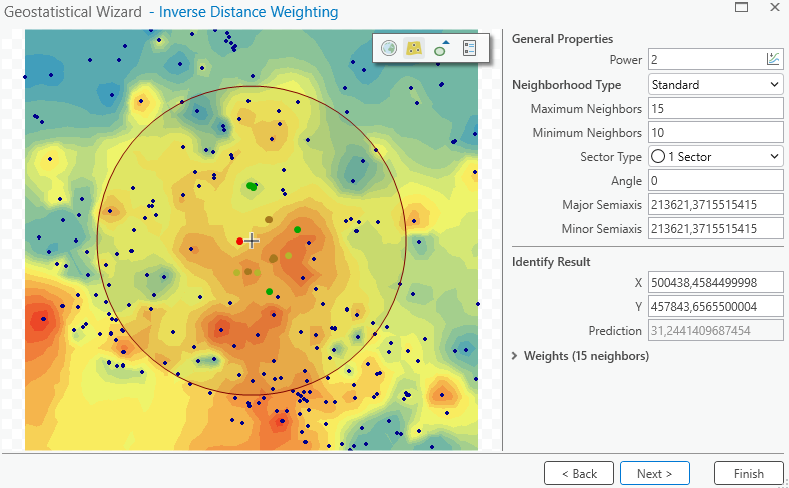 Geostatistical Wizard - Inverse Distance Weighting
General Properties
Power 2
Neighborhood Type Standard
Maximum Neighbors 15
Minimum Neighbors 10
Sector Type 1 Sector
Angle 0
Major Semiaxis 213621,3715515415
Minor Semiaxis 213621,3715515415
Identify Result
X 500438,4584499998
Y 457843,6565500004
Prediction 31,2441409687454
Weights (15 neighbors)
< Back Next > Finish